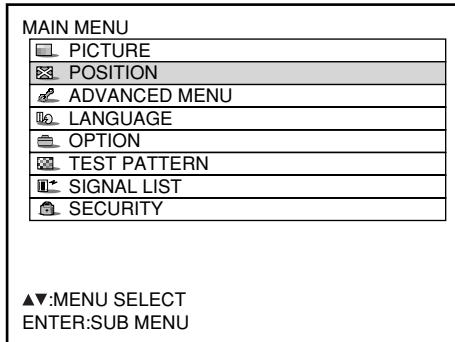 MAIN MENU
PICTURE
POSITION
ADVANCED MENU
LANGUAGE
OPTION
TEST PATTERN
SIGNAL LIST
SECURITY
▲▼:MENU SELECT
ENTER:SUB MENU